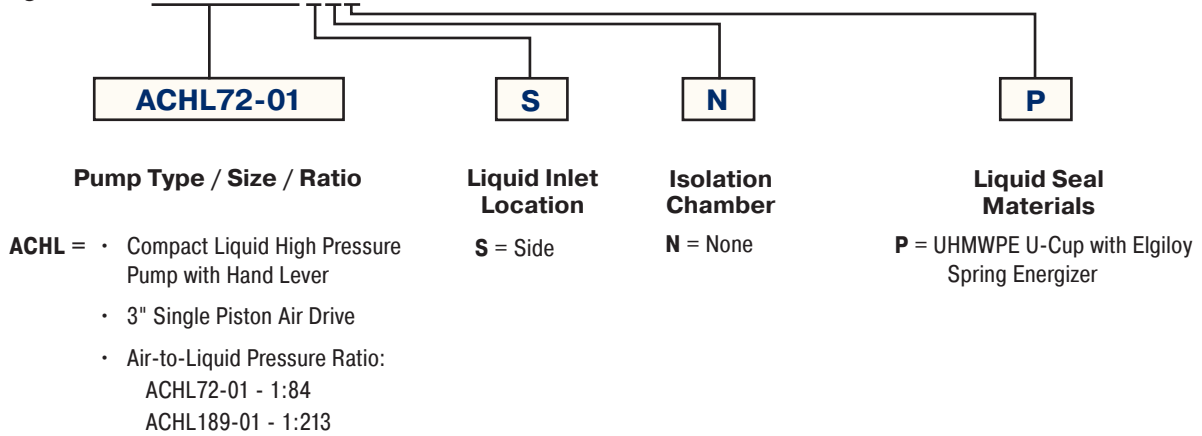 ACHL72-01
S
N
P
Pump Type / Size / Ratio
ACHL = • Compact Liquid High Pressure
Pump with Hand Lever
• 3" Single Piston Air Drive
• Air-to-Liquid Pressure Ratio:
ACHL72-01 - 1:84
ACHL189-01 - 1:213
Liquid Inlet
Location
S = Side
Isolation
Chamber
N = None
Liquid Seal
Materials
P = UHMWPE U-Cup with Elgiloy
Spring Energizer